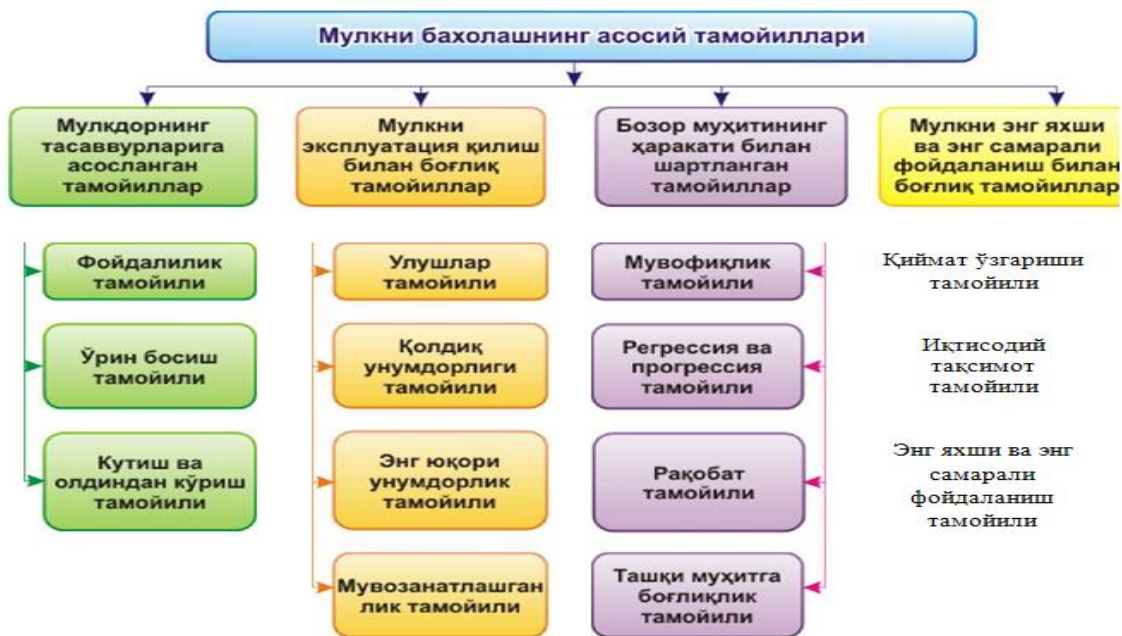 Мулкни бахолашнинг асосий тамойиллари
Мулкдорнинг
тасаввурларига
асосланган
тамойиллар
Мулкни
эксплуатация қилиш
билан боғлиқ
тамойиллар
Бозор муҳитининг
ҳаракати билан
шартланган
тамойиллар
Мулкни энг яхши
ва энг самарали
фойдаланиш билан
боғлиқ тамойиллар
Фойдалилик
тамойили
Ўрин босиш
тамойили
Кутиш ва
олдиндан кўриш
тамойили
Улушлар
тамойили
Қолдиқ
унумдорлиги
тамойили
Энг юқори
унумдорлик
тамойили
Мувозанатлашган
лик тамойили
Мувофиқлик
тамойили
Регрессия ва
прогрессия
тамойили
Рақобат
тамойили
Ташқи муҳитга
боғлиқлик
тамойили
Қиймат ўзгариши
тамойили
Иқтисодий
тақсимот
тамойили
Энг яхши ва энг
самарали
фойдаланиш
тамойили